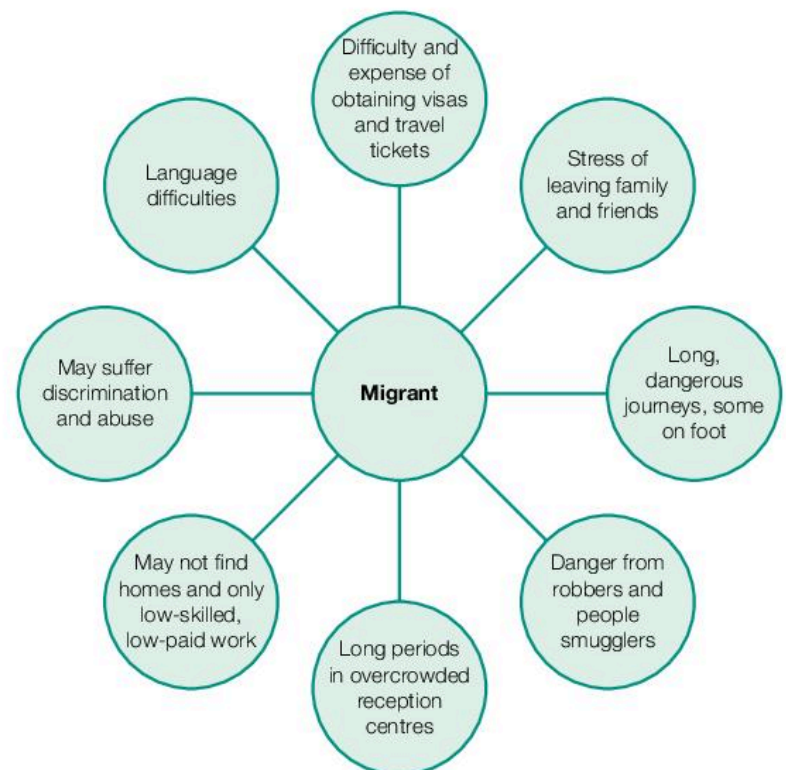 Difficulty and
expense of
obtaining visas
and travel
tickets
Stress of
leaving family
and friends
Long,
dangerous
journeys, some
on foot
Danger from
robbers and
people
smugglers
Long periods
in overcrowded
reception
centres
May not find
homes and only
low-skilled,
low-paid work
May suffer
discrimination
and abuse
Language
difficulties
Migrant